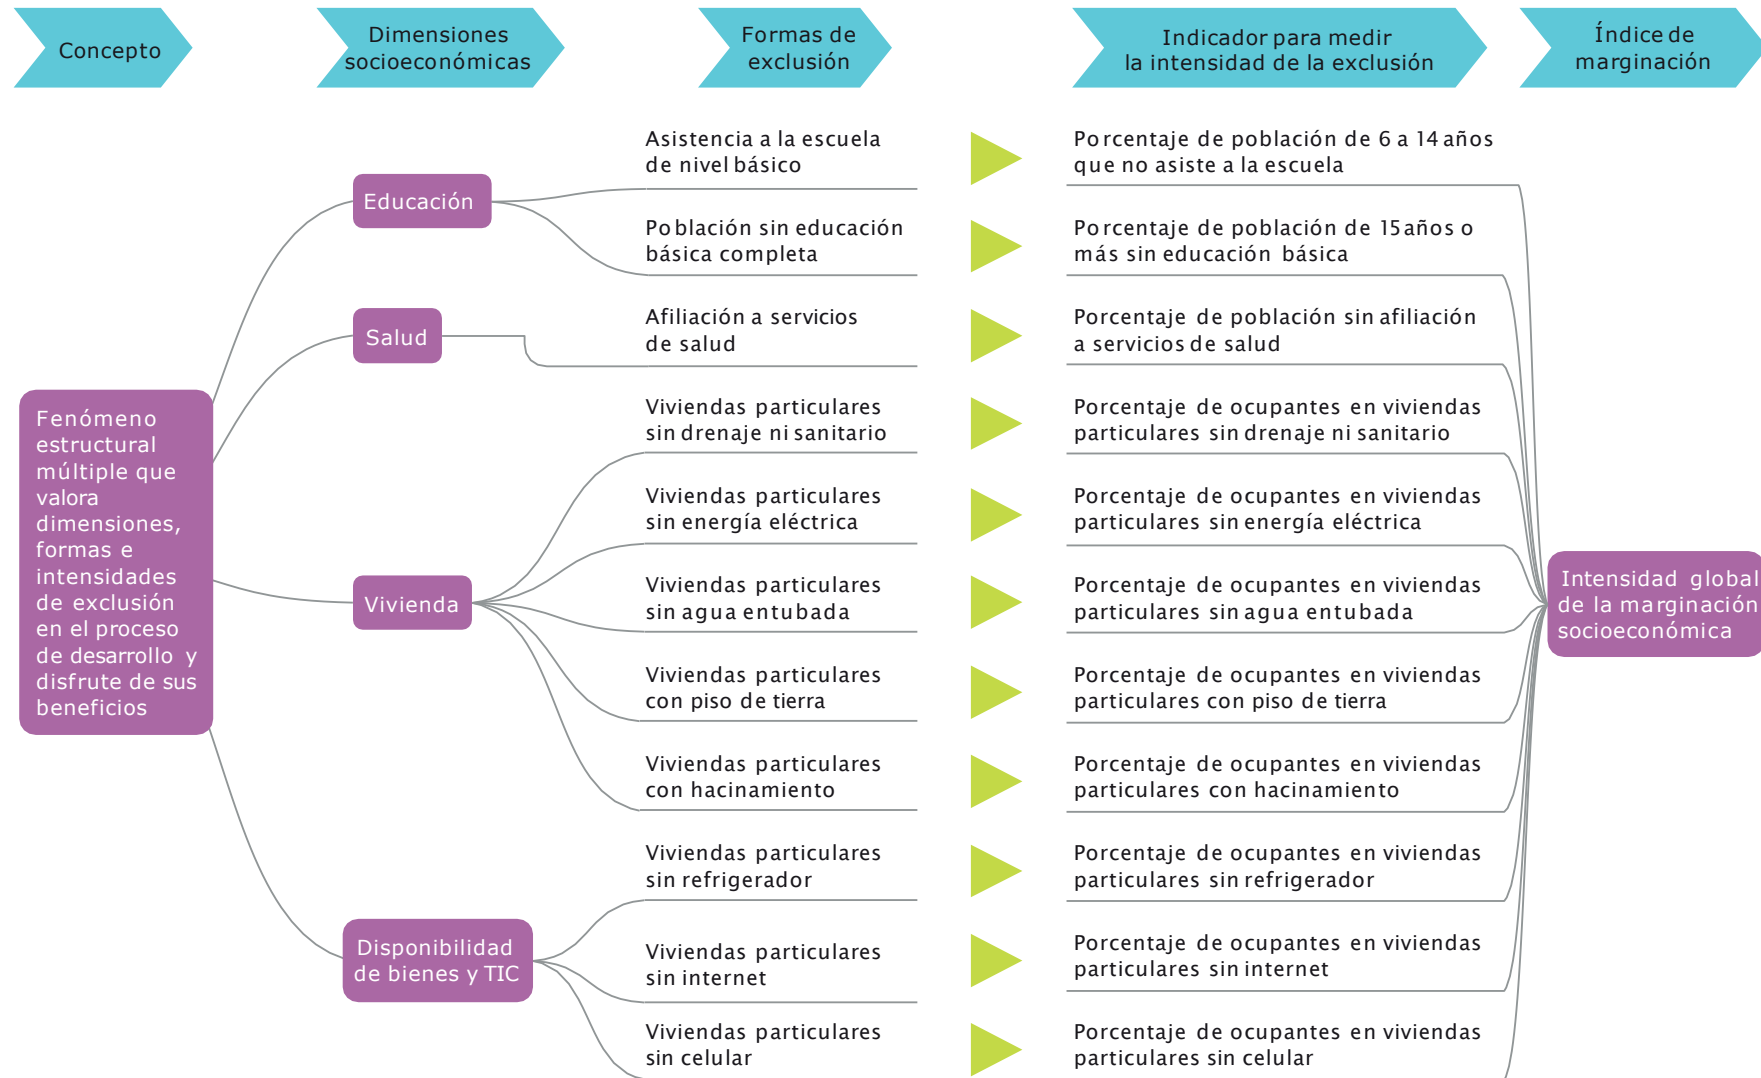 Concepto
Dimensiones
socioeconómicas
Formas de
exclusión
Indicador para medir
la intensidad de la exclusión
Índice de
marginación
Fenómeno
estructural
múltiple que
valora
dimensiones,
formas e
intensidades
de exclusión
en el proceso
de desarrollo y
disfrute de sus
beneficios
Educación
Asistencia a la escuela
de nivel básico
Porcentaje de población de 6 a 14 años
que no asiste a la escuela
Población sin educación
básica completa
Porcentaje de población de 15 años o
más sin educación básica
Salud
Afiliación a servicios
de salud
Porcentaje de población sin afiliación
a servicios de salud
Vivienda
Viviendas particulares
sin drenaje ni sanitario
Porcentaje de ocupantes en viviendas
particulares sin drenaje ni sanitario
Viviendas particulares
sin energía eléctrica
Porcentaje de ocupantes en viviendas
particulares sin energía eléctrica
Viviendas particulares
sin agua entubada
Porcentaje de ocupantes en viviendas
particulares sin agua entubada
Viviendas particulares
con piso de tierra
Porcentaje de ocupantes en viviendas
particulares con piso de tierra
Viviendas particulares
con hacinamiento
Porcentaje de ocupantes en viviendas
particulares con hacinamiento
Disponibilidad
de bienes y TIC
Viviendas particulares
sin refrigerador
Porcentaje de ocupantes en viviendas
particulares sin refrigerador
Viviendas particulares
sin internet
Porcentaje de ocupantes en viviendas
particulares sin internet
Viviendas particulares
sin celular
Porcentaje de ocupantes en viviendas
particulares sin celular
Intensidad global
de la marginación
socioeconómica